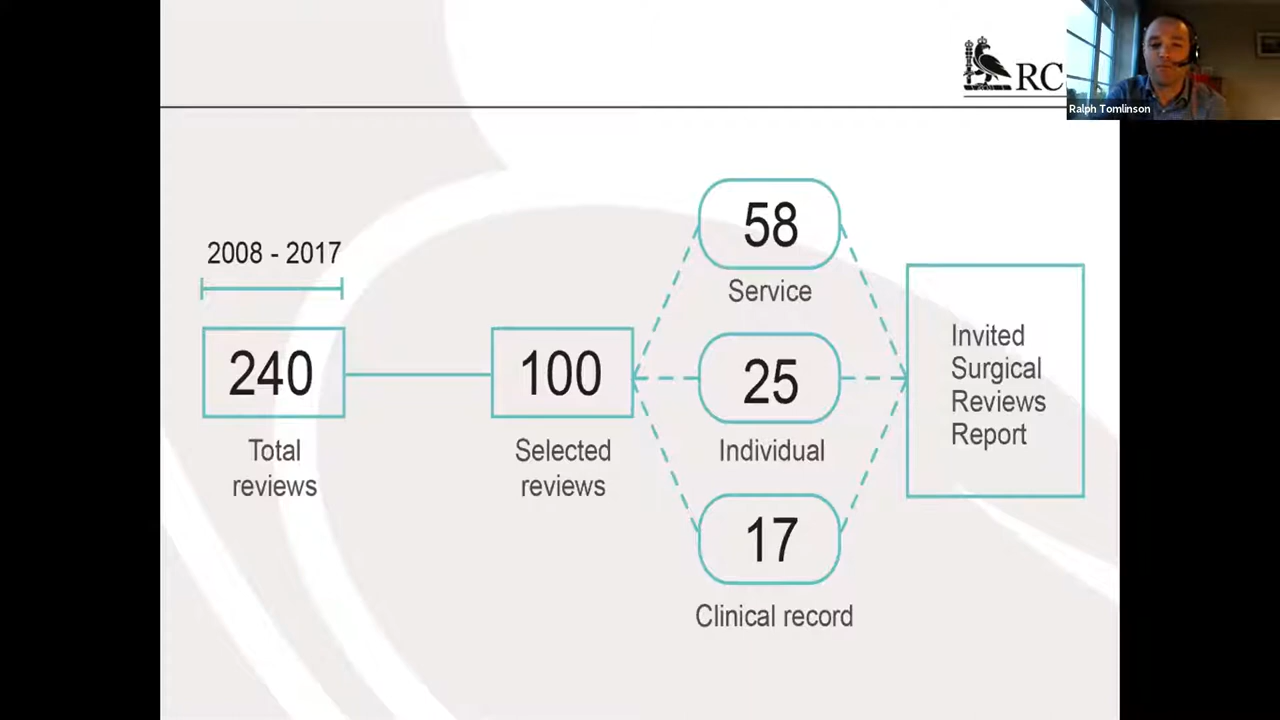 RC
Ralph Tomlinson
2008 - 2017
240
Total
reviews
100
Selected
reviews
58
Service
25
Individual
17
Clinical record
Invited
Surgical
Reviews
Report